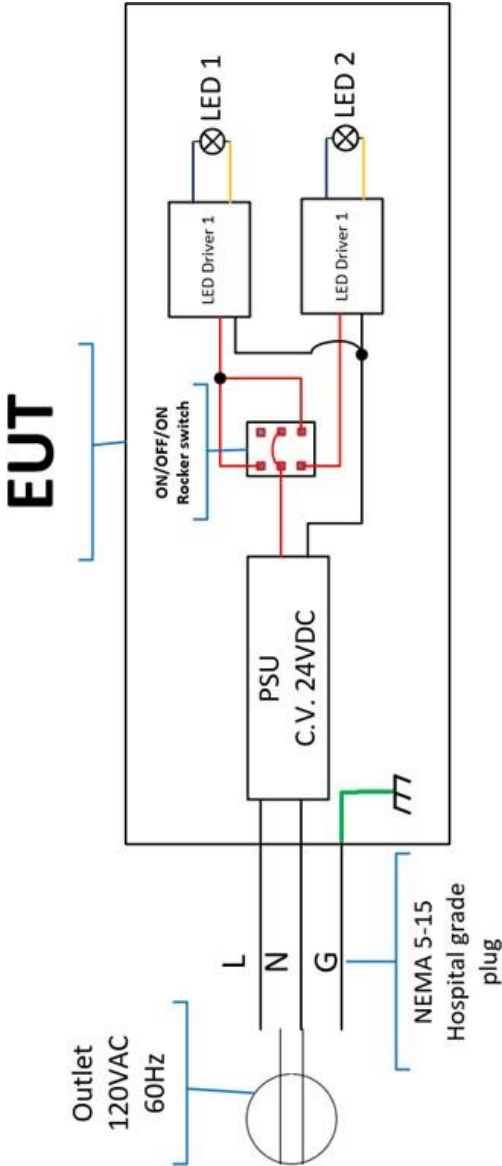 EUT
Outlet
120VAC
60Hz
L
N
G
NEMA 5-15
Hospital grade
plug
PSU
C.V. 24VDC
ON/OFF/ON
Rocker switch
LED Driver 1
LED 1
LED Driver 1
LED 2